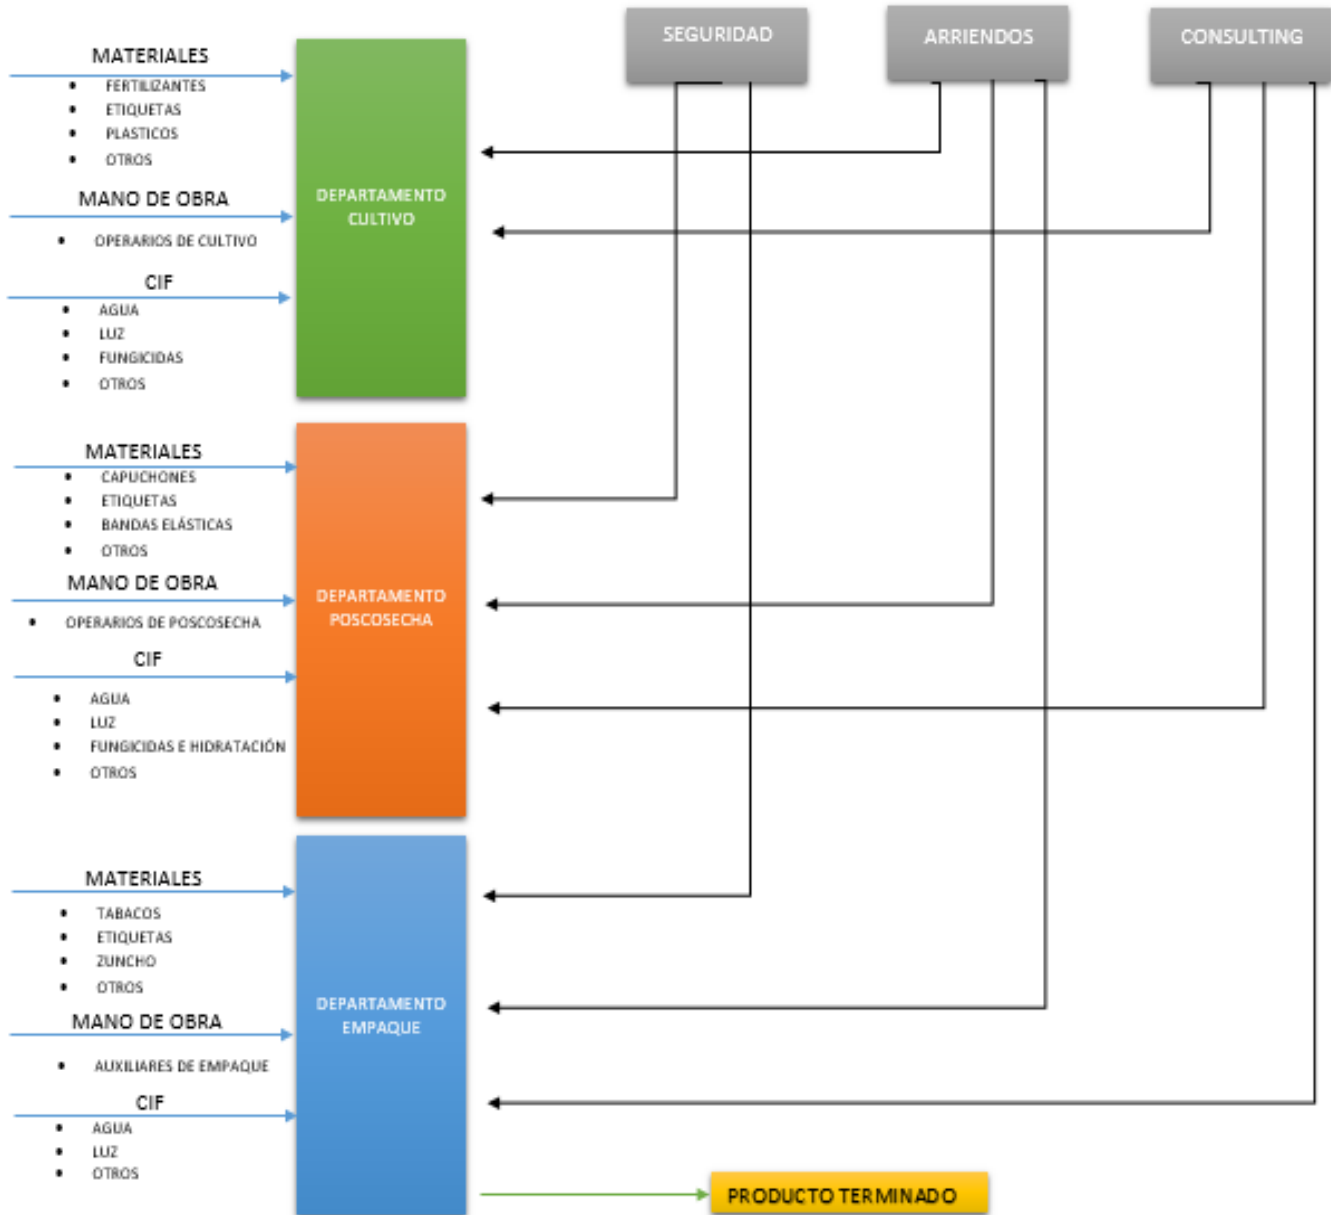 SEGURIDAD
ARRIENDOS
CONSULTING
MATERIALES
• FERTILIZANTES
• ETIQUETAS
• PLASTICOS
• OTROS
MANO DE OBRA
• OPERARIOS DE CULTIVO
CIF
• AGUA
• LUZ
• FUNGICIDAS
• OTROS
DEPARTAMENTO
CULTIVO
MATERIALES
• CAPUCHONES
• ETIQUETAS
• BANDAS ELÁSTICAS
• OTROS
MANO DE OBRA
• OPERARIOS DE POSCOSECHA
CIF
• AGUA
• LUZ
• FUNGICIDAS E HIDRATACIÓN
• OTROS
DEPARTAMENTO
POSCOSECHA
MATERIALES
• TABACOS
• ETIQUETAS
• ZUNCHO
• OTROS
MANO DE OBRA
• AUXILIARES DE EMPAQUE
CIF
• AGUA
• LUZ
• OTROS
DEPARTAMENTO
EMPAQUE
PRODUCTO TERMINADO